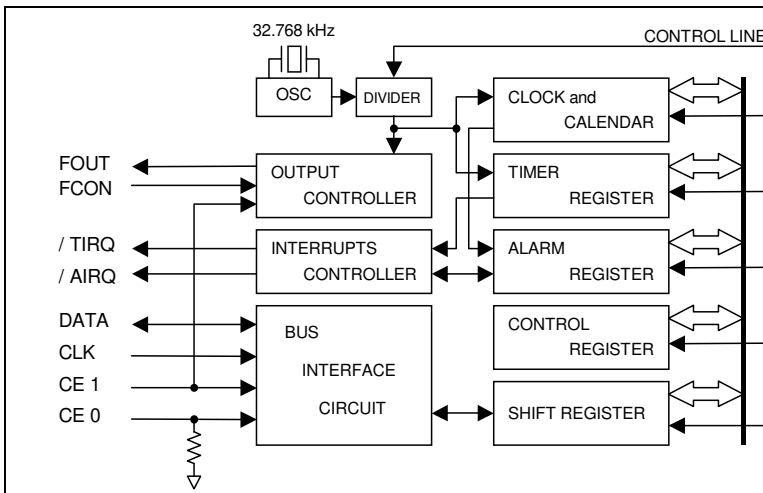 32.768 kHz
CONTROL LINE
OSC
DIVIDER
CLOCK and
CALENDAR
FOUT
FCON
OUTPUT
CONTROLLER
TIMER
REGISTER
/ TIRQ
/ AIRQ
INTERRUPTS
CONTROLLER
ALARM
REGISTER
DATA
CLK
CE 1
CE 0
BUS
INTERFACE
CIRCUIT
CONTROL
REGISTER
SHIFT REGISTER